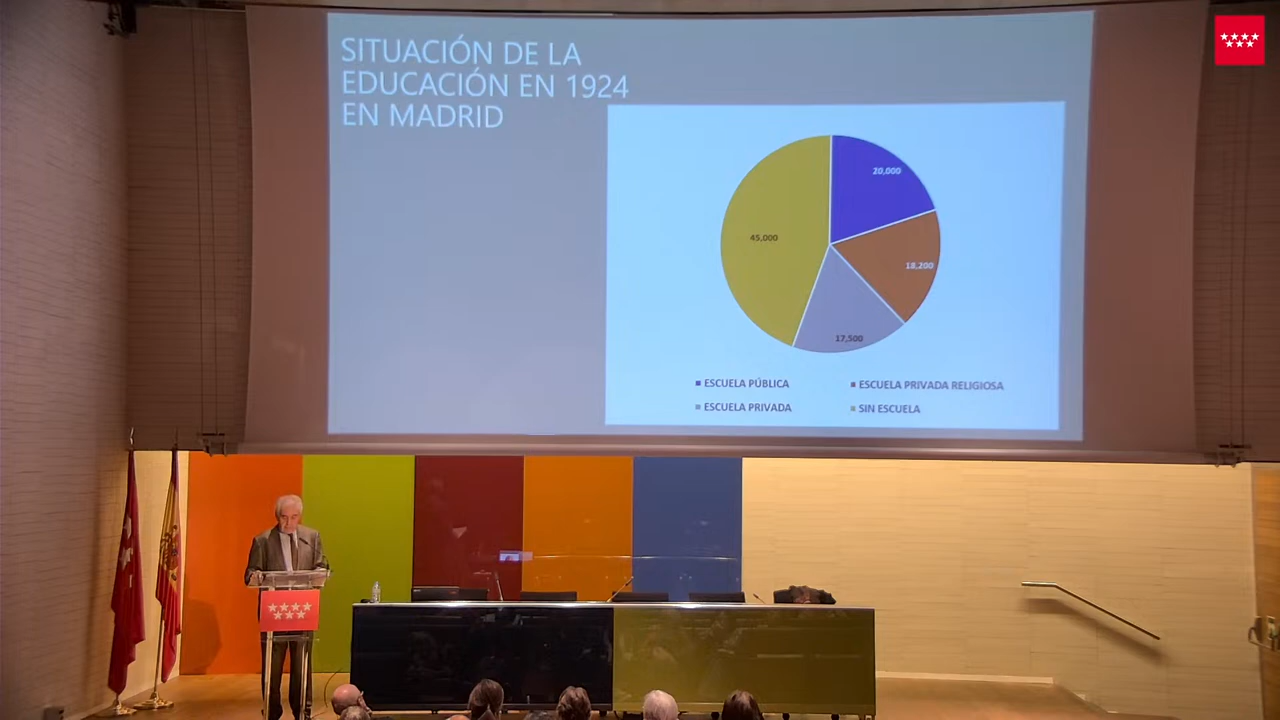 SITUACIÓN DE LA
EDUCACIÓN EN 1924
EN MADRID
20,000
45,000
18,200
17,500
ESCUELA PÚBLICA
ESCUELA PRIVADA RELIGIOSA
ESCUELA PRIVADA
SIN ESCUELA